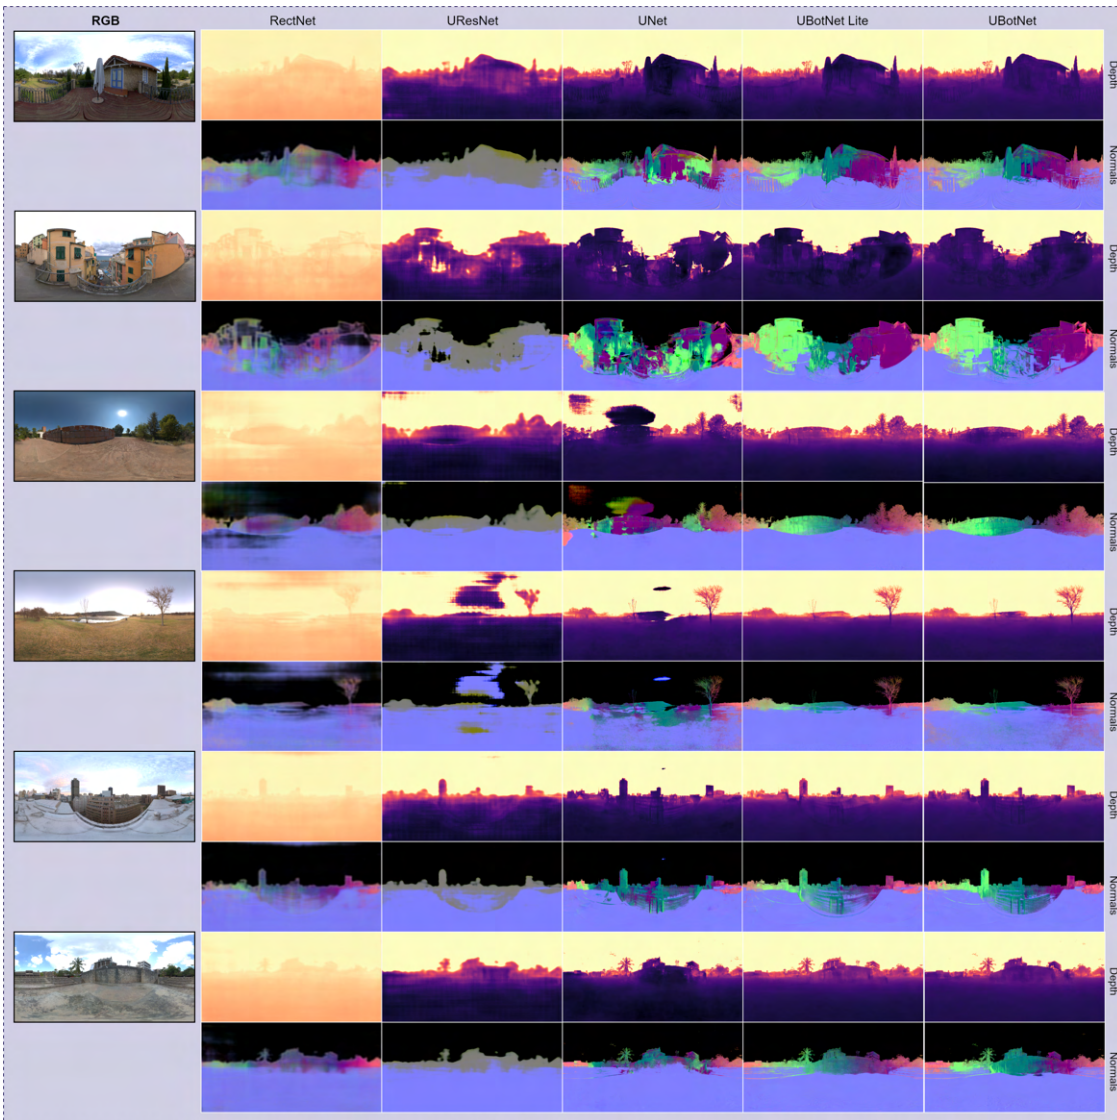 RGB RectNet UResNet UNet UBotNet Lite UBotNet
Depth
Normals
Depth
Normals
Depth
Normals
Depth
Normals
Depth
Normals
Depth
Normals